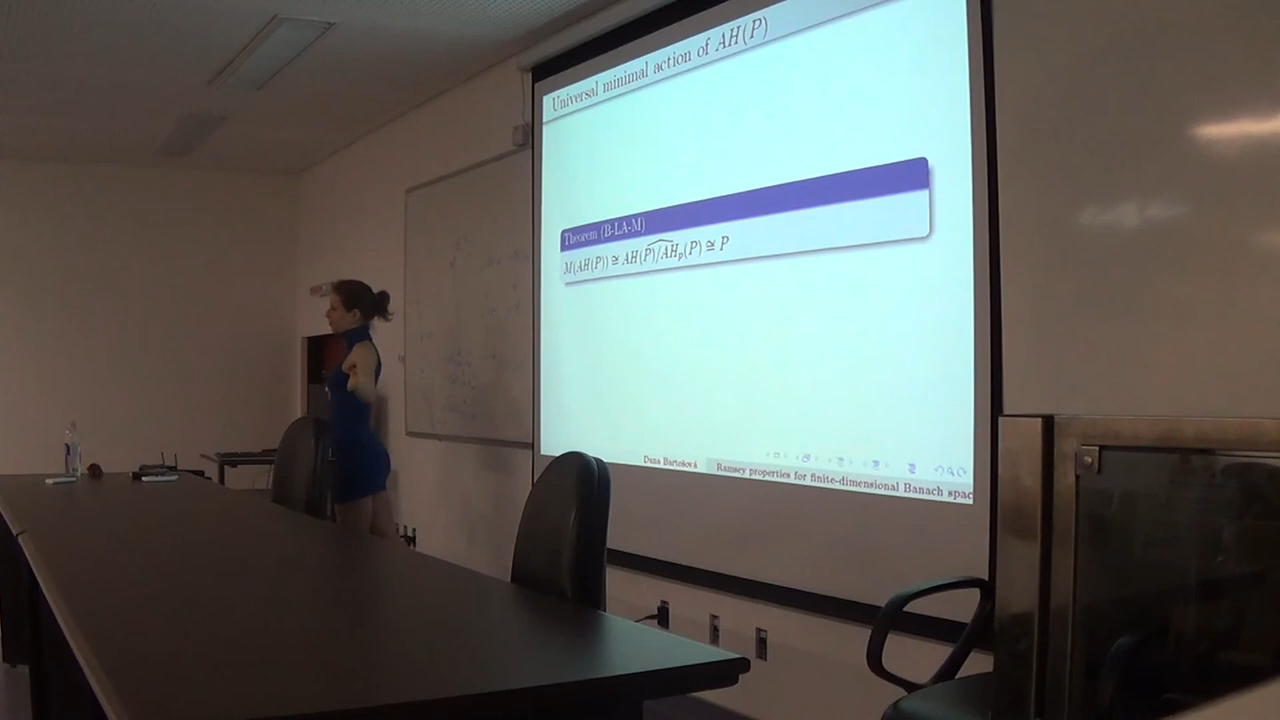 Universal minimal action of AH(P)
Theorem (B-LA-M)
M(AH(P)) ≅ \widehat{AH(P)/AH_p(P)} ≅ P
Dana Bartošová Ramsey properties for finite-dimensional Banach spac